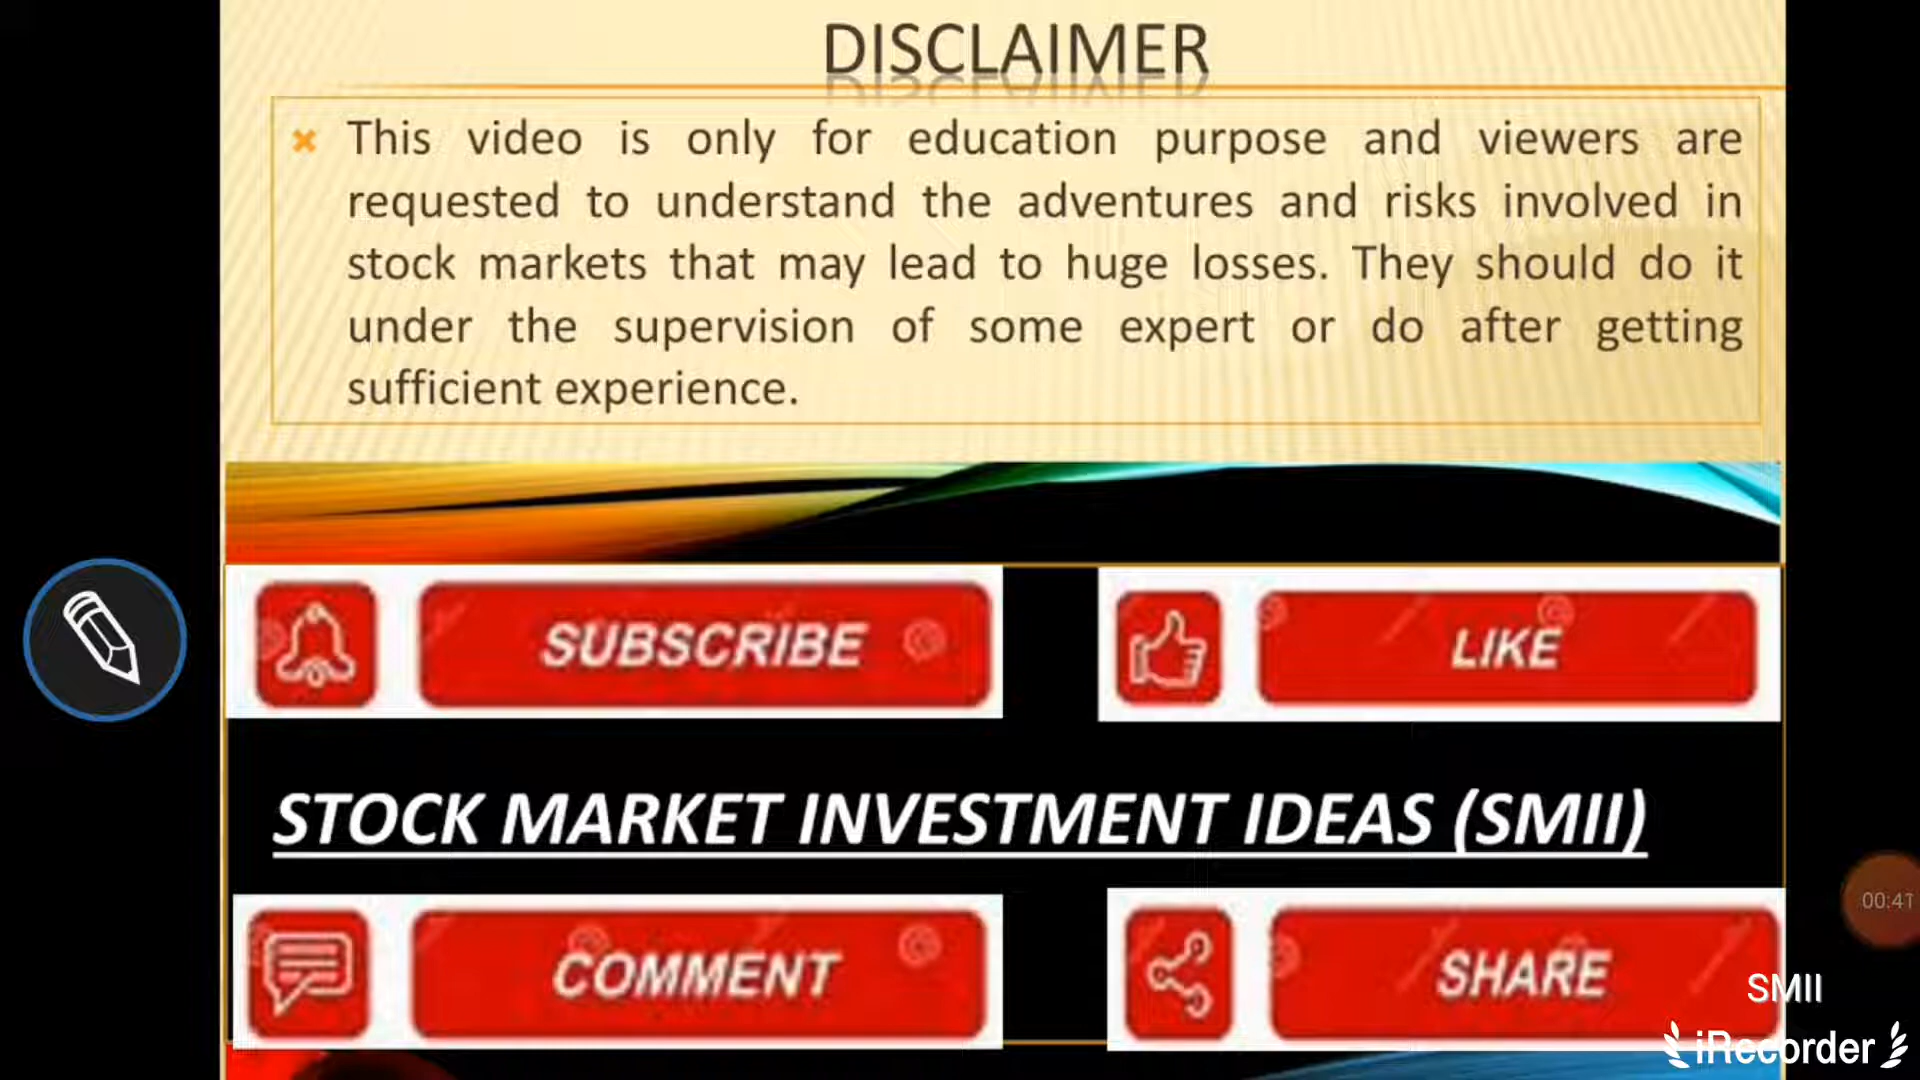 DISCLAIMER
This video is only for education purpose and viewers are
requested to understand the adventures and risks involved in
stock markets that may lead to huge losses. They should do it
under the supervision of some expert or do after getting
sufficient experience.
SUBSCRIBE
LIKE
STOCK MARKET INVESTMENT IDEAS (SMII)
00:41
COMMENT
SHARE
SMII
iRecorder